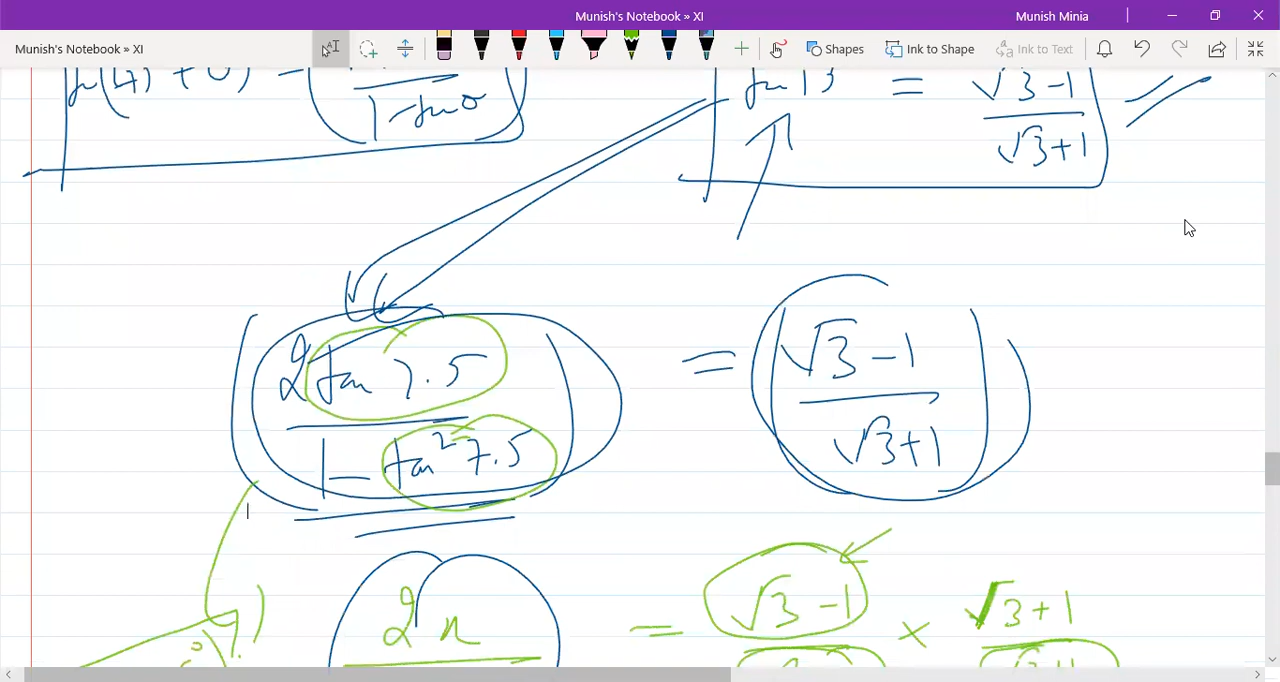 Munish's Notebook » XI
Munish Minia
Munish's Notebook » XI
Shapes
Ink to Shape
Ink to Text
1 - tan
= √3-1
√3+1
2 tan 7.5
1 - tan² 7.5
= √3-1
√3+1
2x
= √3-1 × √3+1